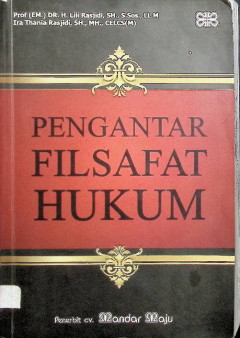 Prof (EM.) DR. H. Lili Rasjidi, SH., S.Sos., LL.M
Ira Thania Rasjidi, SH., MH., CELCS(M)
PENGANTAR
FILSAFAT
HUKUM
Penerbit cv. Mandar Maju